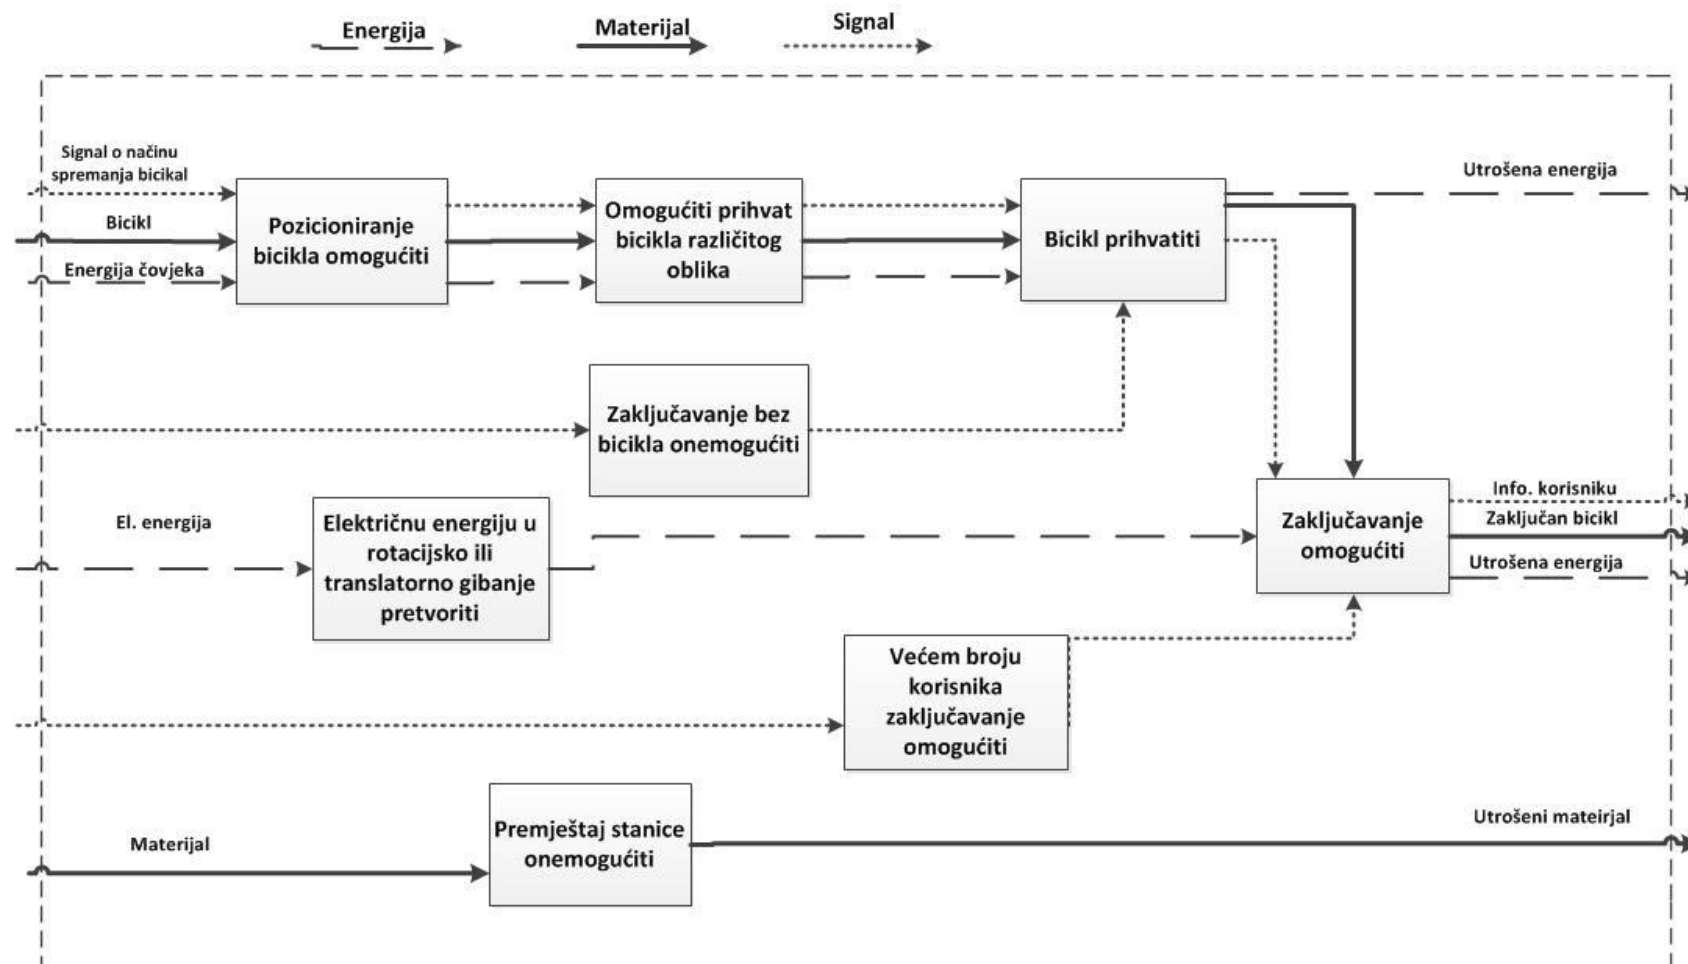 Energija
Materijal
Signal
Signal o načinu
spremanja bicikal
Bicikl
Energija čovjeka
Pozicioniranje
bicikla omogućiti
Omogućiti prihvat
bicikla različitog
oblika
Bicikl prihvatiti
Utrošena energija
Zaključavanje bez
bicikla onemogućiti
El. energija
Električnu energiju u
rotacijsko ili
translatorno gibanje
pretvoriti
Zaključavanje
omogućiti
Info. korisniku
Zaključan bicikl
Utrošena energija
Većem broju
korisnika
zaključavanje
omogućiti
Materijal
Premještaj stanice
onemogućiti
Utrošeni mateirjal